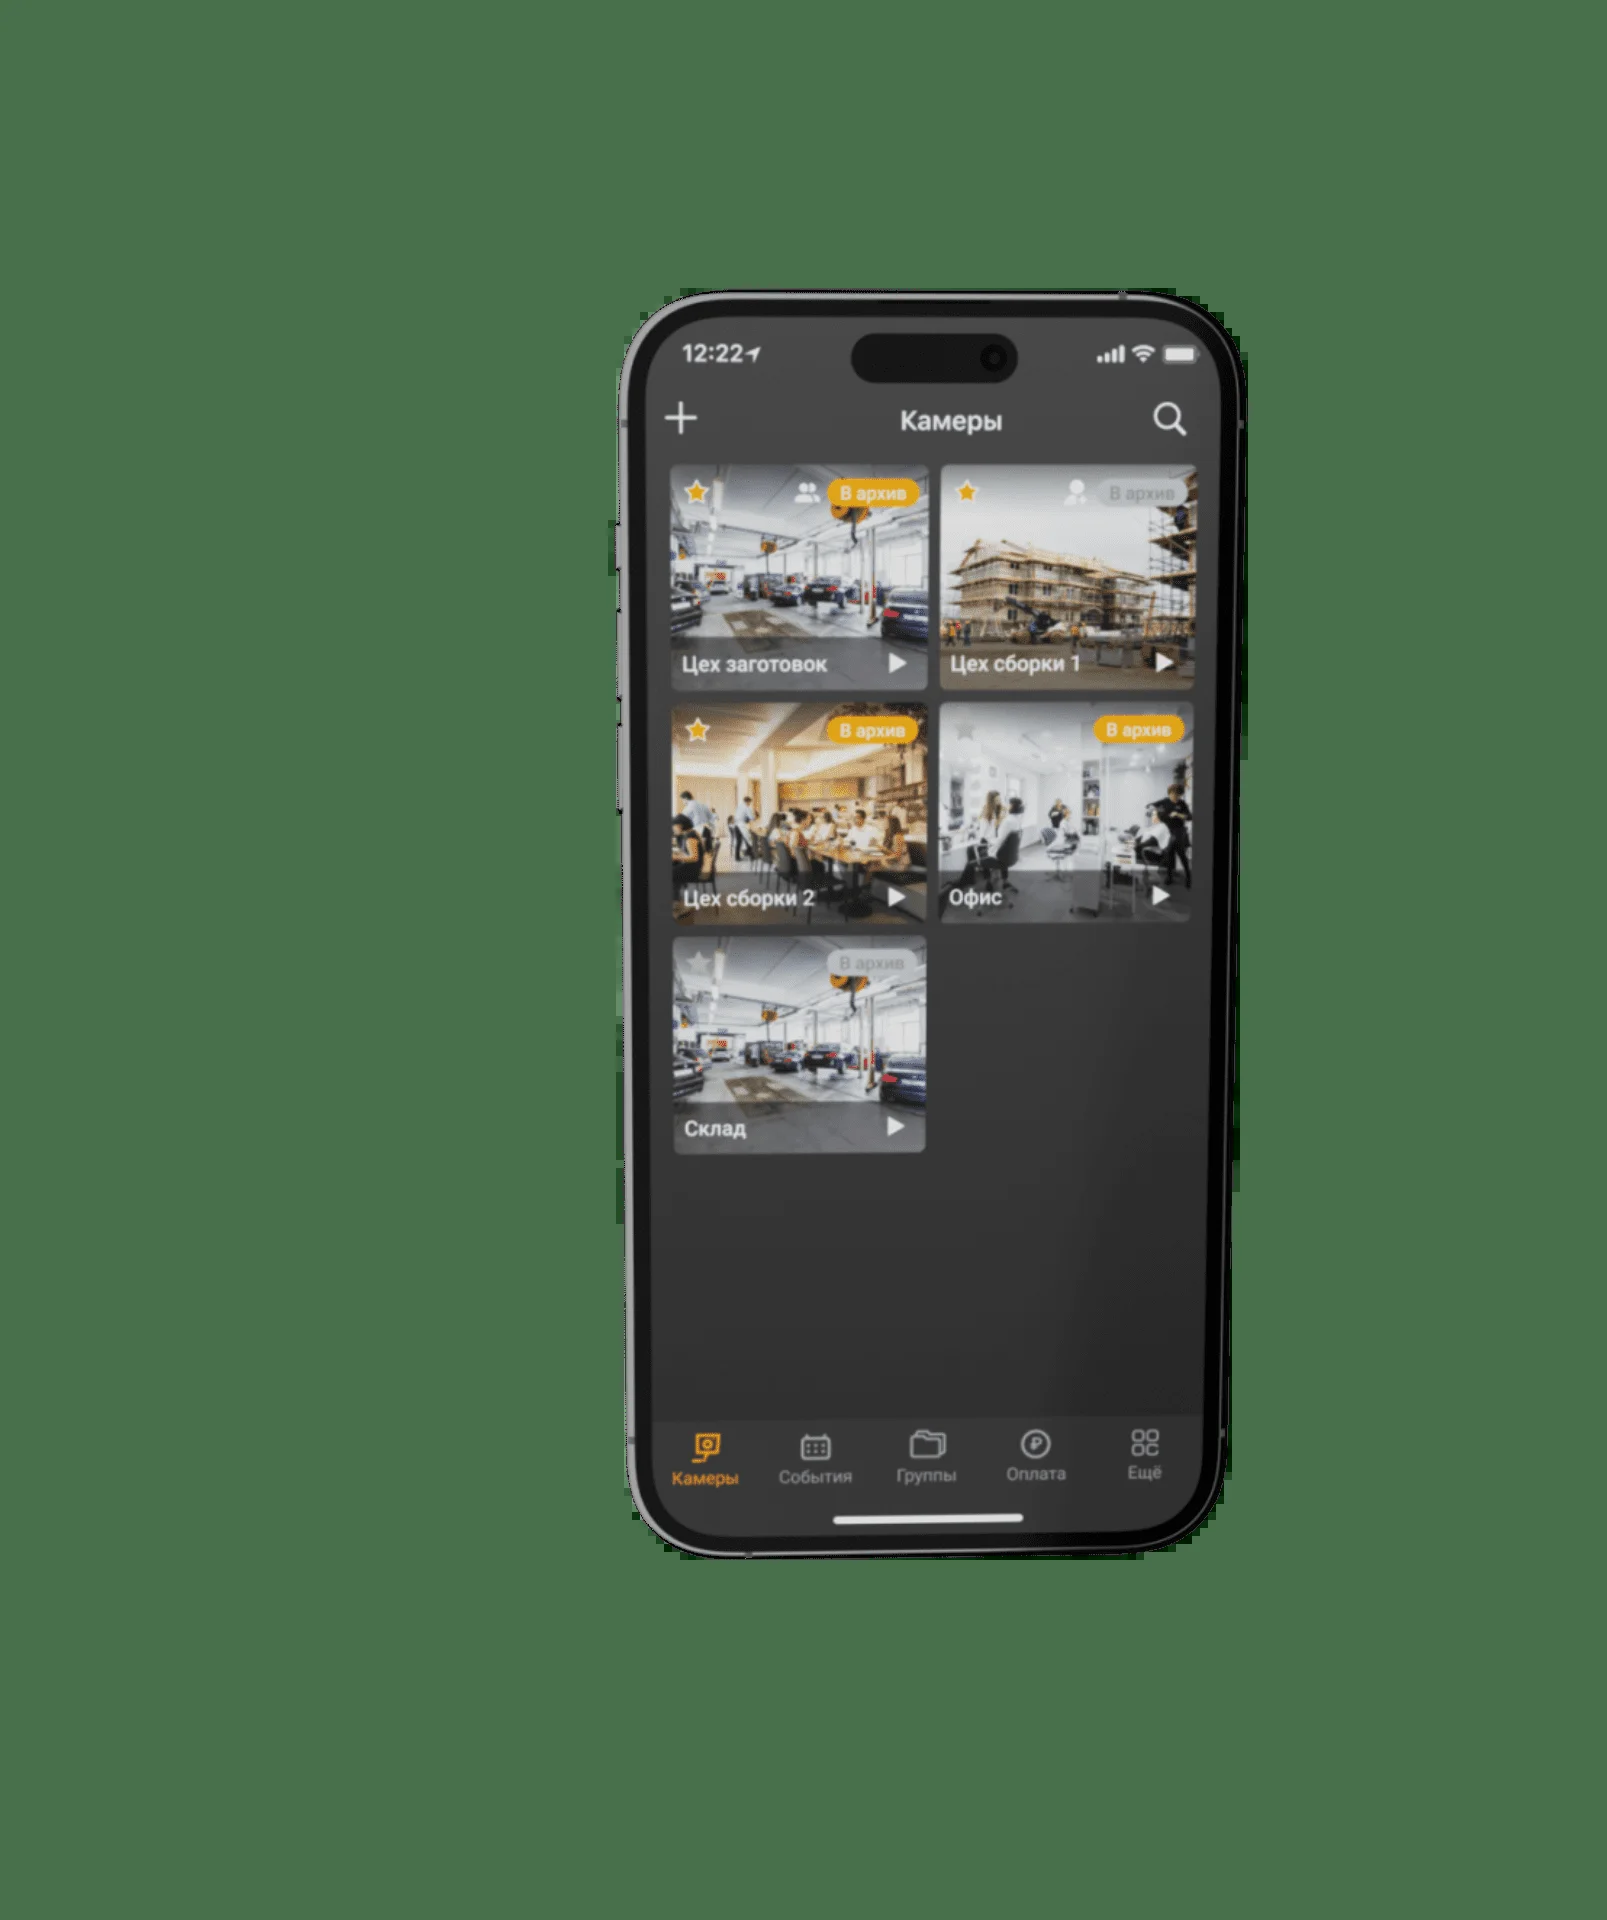 12:22
Камеры
В архив
В архив
Цех заготовок
Цех сборки 1
В архив
В архив
Цех сборки 2
Офис
В архив
Склад
Камеры
События
Группы
Оплата
Ещё